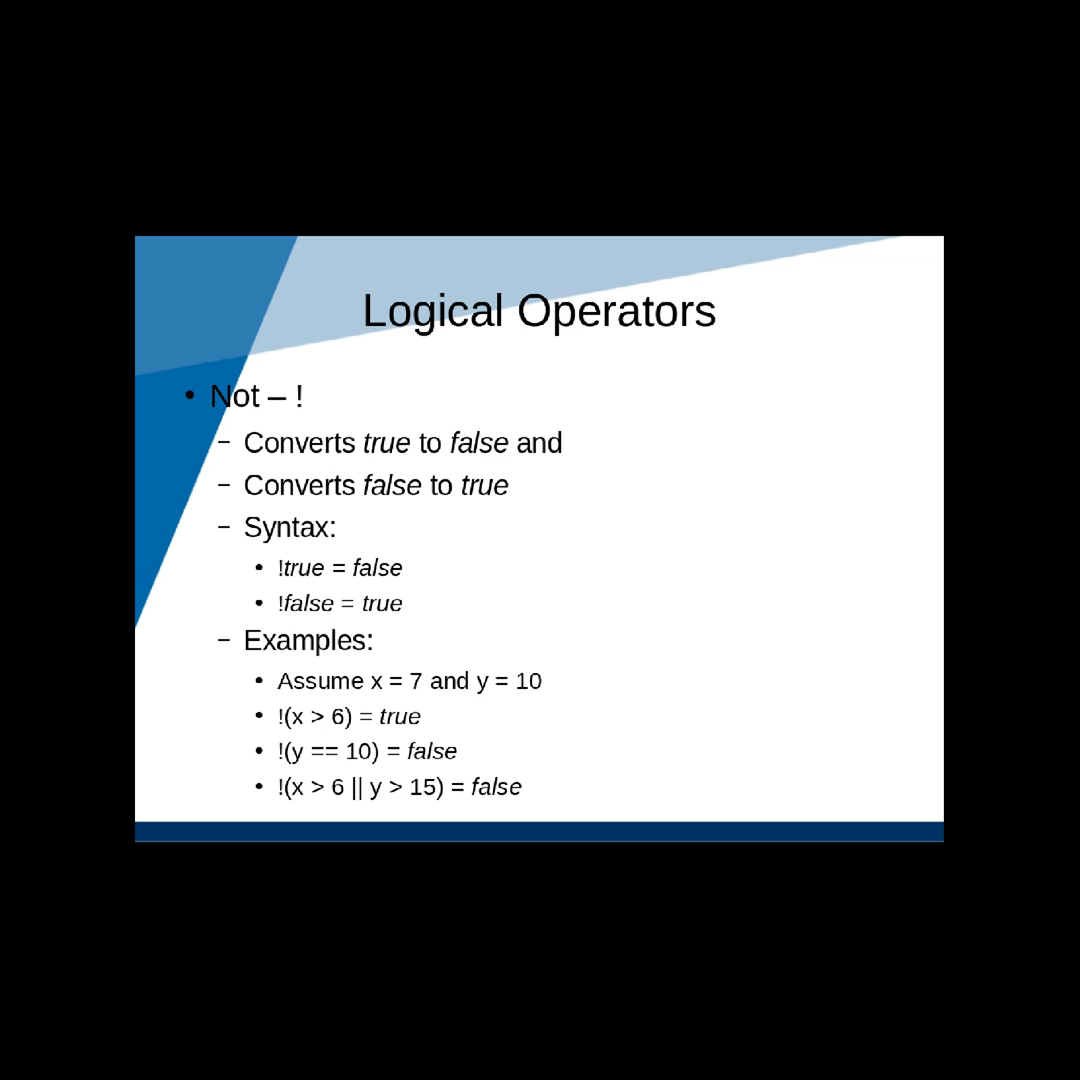 Logical Operators
• Not – !
– Converts true to false and
– Converts false to true
– Syntax:
• !true = false
• !false = true
– Examples:
• Assume x = 7 and y = 10
• !(x > 6) = true
• !(y == 10) = false
• !(x > 6 || y > 15) = false